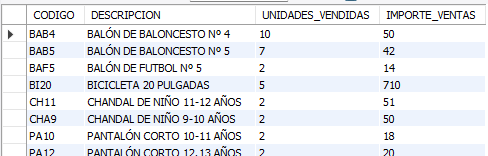 CODIGO DESCRIPCION UNIDADES_VENDIDAS IMPORTE_VENTAS
BAB4 BALÓN DE BALONCESTO Nº 4 10 50
BAB5 BALÓN DE BALONCESTO Nº 5 7 42
BAF5 BALÓN DE FUTBOL Nº 5 2 14
BI20 BICICLETA 20 PULGADAS 5 710
CH11 CHANDAL DE NIÑO 11-12 AÑOS 2 51
CHA9 CHANDAL DE NIÑO 9-10 AÑOS 2 50
PA10 PANTALÓN CORTO 10-11 AÑOS 2 18
PA12 PANTALÓN CORTO 12,13 AÑOS 2 20